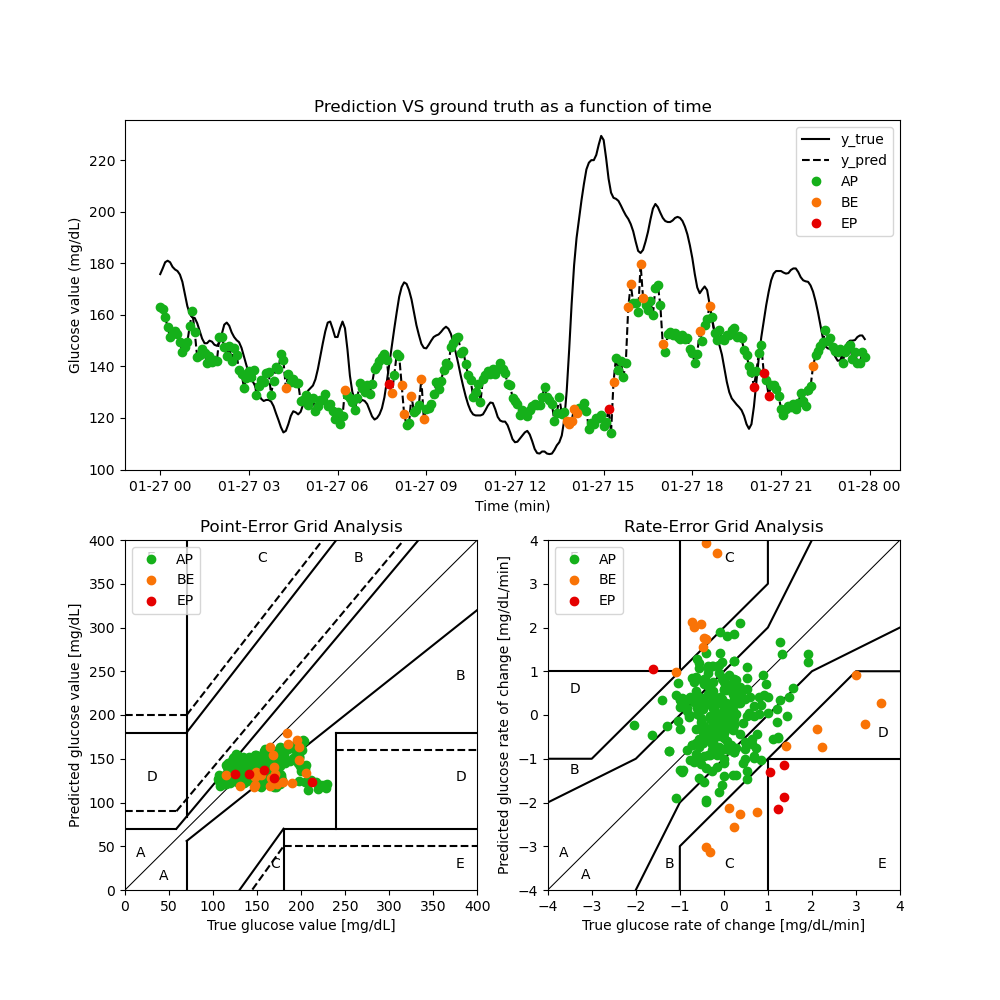 Prediction VS ground truth as a function of time
Glucose value (mg/dL)
220
200
180
160
140
120
100
y_true
y_pred
AP
BE
EP
01-27 00 01-27 03 01-27 06 01-27 09 01-27 12 01-27 15 01-27 18 01-27 21 01-28 00
Time (min)
Point-Error Grid Analysis
Predicted glucose value [mg/dL]
400
350
300
250
200
150
100
50
0
AP
BE
EP
C
B
B
D
D
A
A
C
E
0 50 100 150 200 250 300 350 400
True glucose value [mg/dL]
Rate-Error Grid Analysis
Predicted glucose rate of change [mg/dL/min]
4
3
2
1
0
−1
−2
−3
−4
AP
BE
EP
C
D
D
B
A
A
B
C
E
−4 −3 −2 −1 0 1 2 3 4
True glucose rate of change [mg/dL/min]